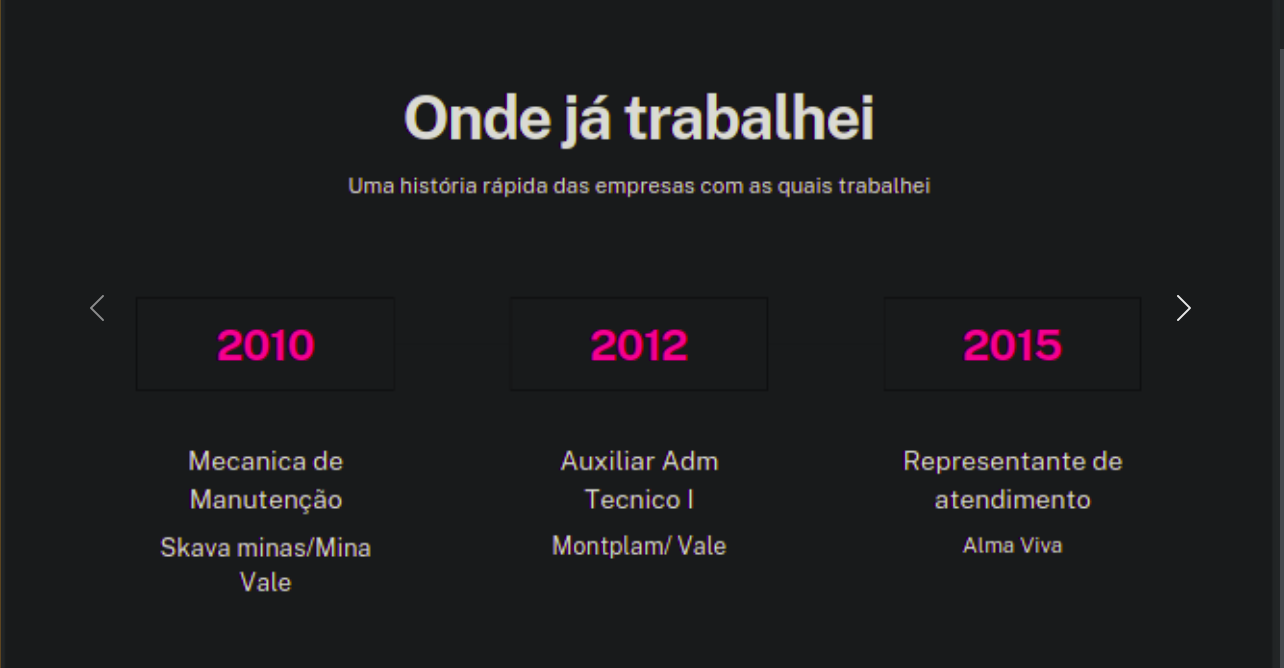 Onde já trabalhei
Uma história rápida das empresas com as quais trabalhei
2010
2012
2015
Mecanica de
Manutenção
Skava minas/Mina
Vale
Auxiliar Adm
Tecnico I
Montplam/ Vale
Representante de
atendimento
Alma Viva